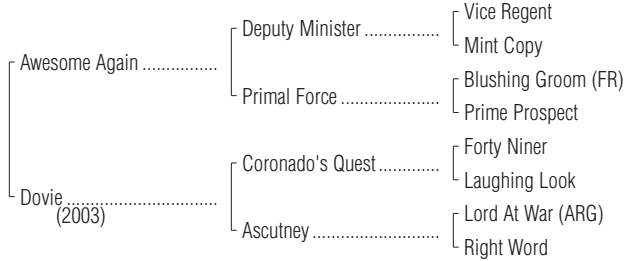 Vice Regent
Deputy Minister ................
Mint Copy
Awesome Again ................
Blushing Groom (FR)
Primal Force .....................
Prime Prospect
Forty Niner
Coronado's Quest.............
Laughing Look
Dovie ................................
(2003)
Lord At War (ARG)
Ascutney ...........................
Right Word